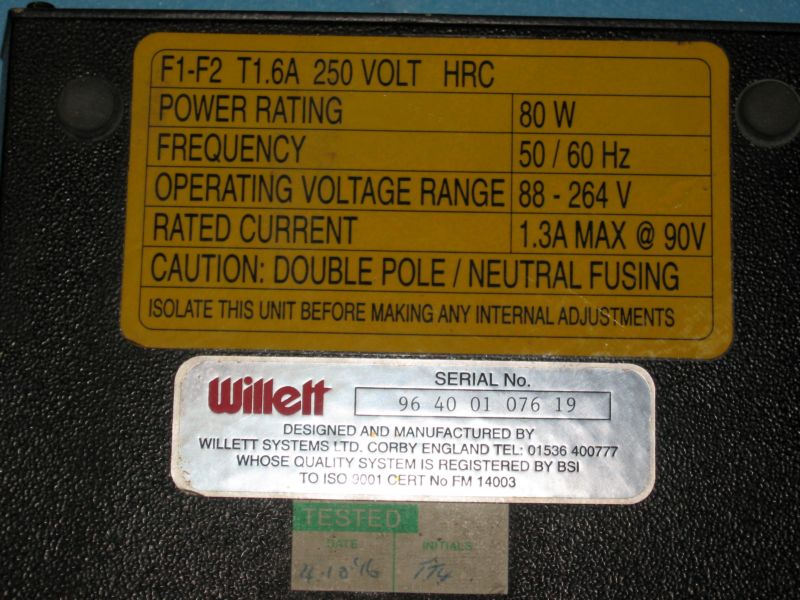 F1-F2 T1.6A 250 VOLT HRC
POWER RATING 80 W
FREQUENCY 50 / 60 Hz
OPERATING VOLTAGE RANGE 88 - 264 V
RATED CURRENT 1.3A MAX @ 90V
CAUTION: DOUBLE POLE / NEUTRAL FUSING
ISOLATE THIS UNIT BEFORE MAKING ANY INTERNAL ADJUSTMENTS
Willett
SERIAL No.
96 40 01 076 19
DESIGNED AND MANUFACTURED BY
WILLETT SYSTEMS LTD. CORBY ENGLAND TEL: 01536 400777
WHOSE QUALITY SYSTEM IS REGISTERED BY BSI
TO ISO 9001 CERT No FM 14003
TESTED
DATE INITIALS